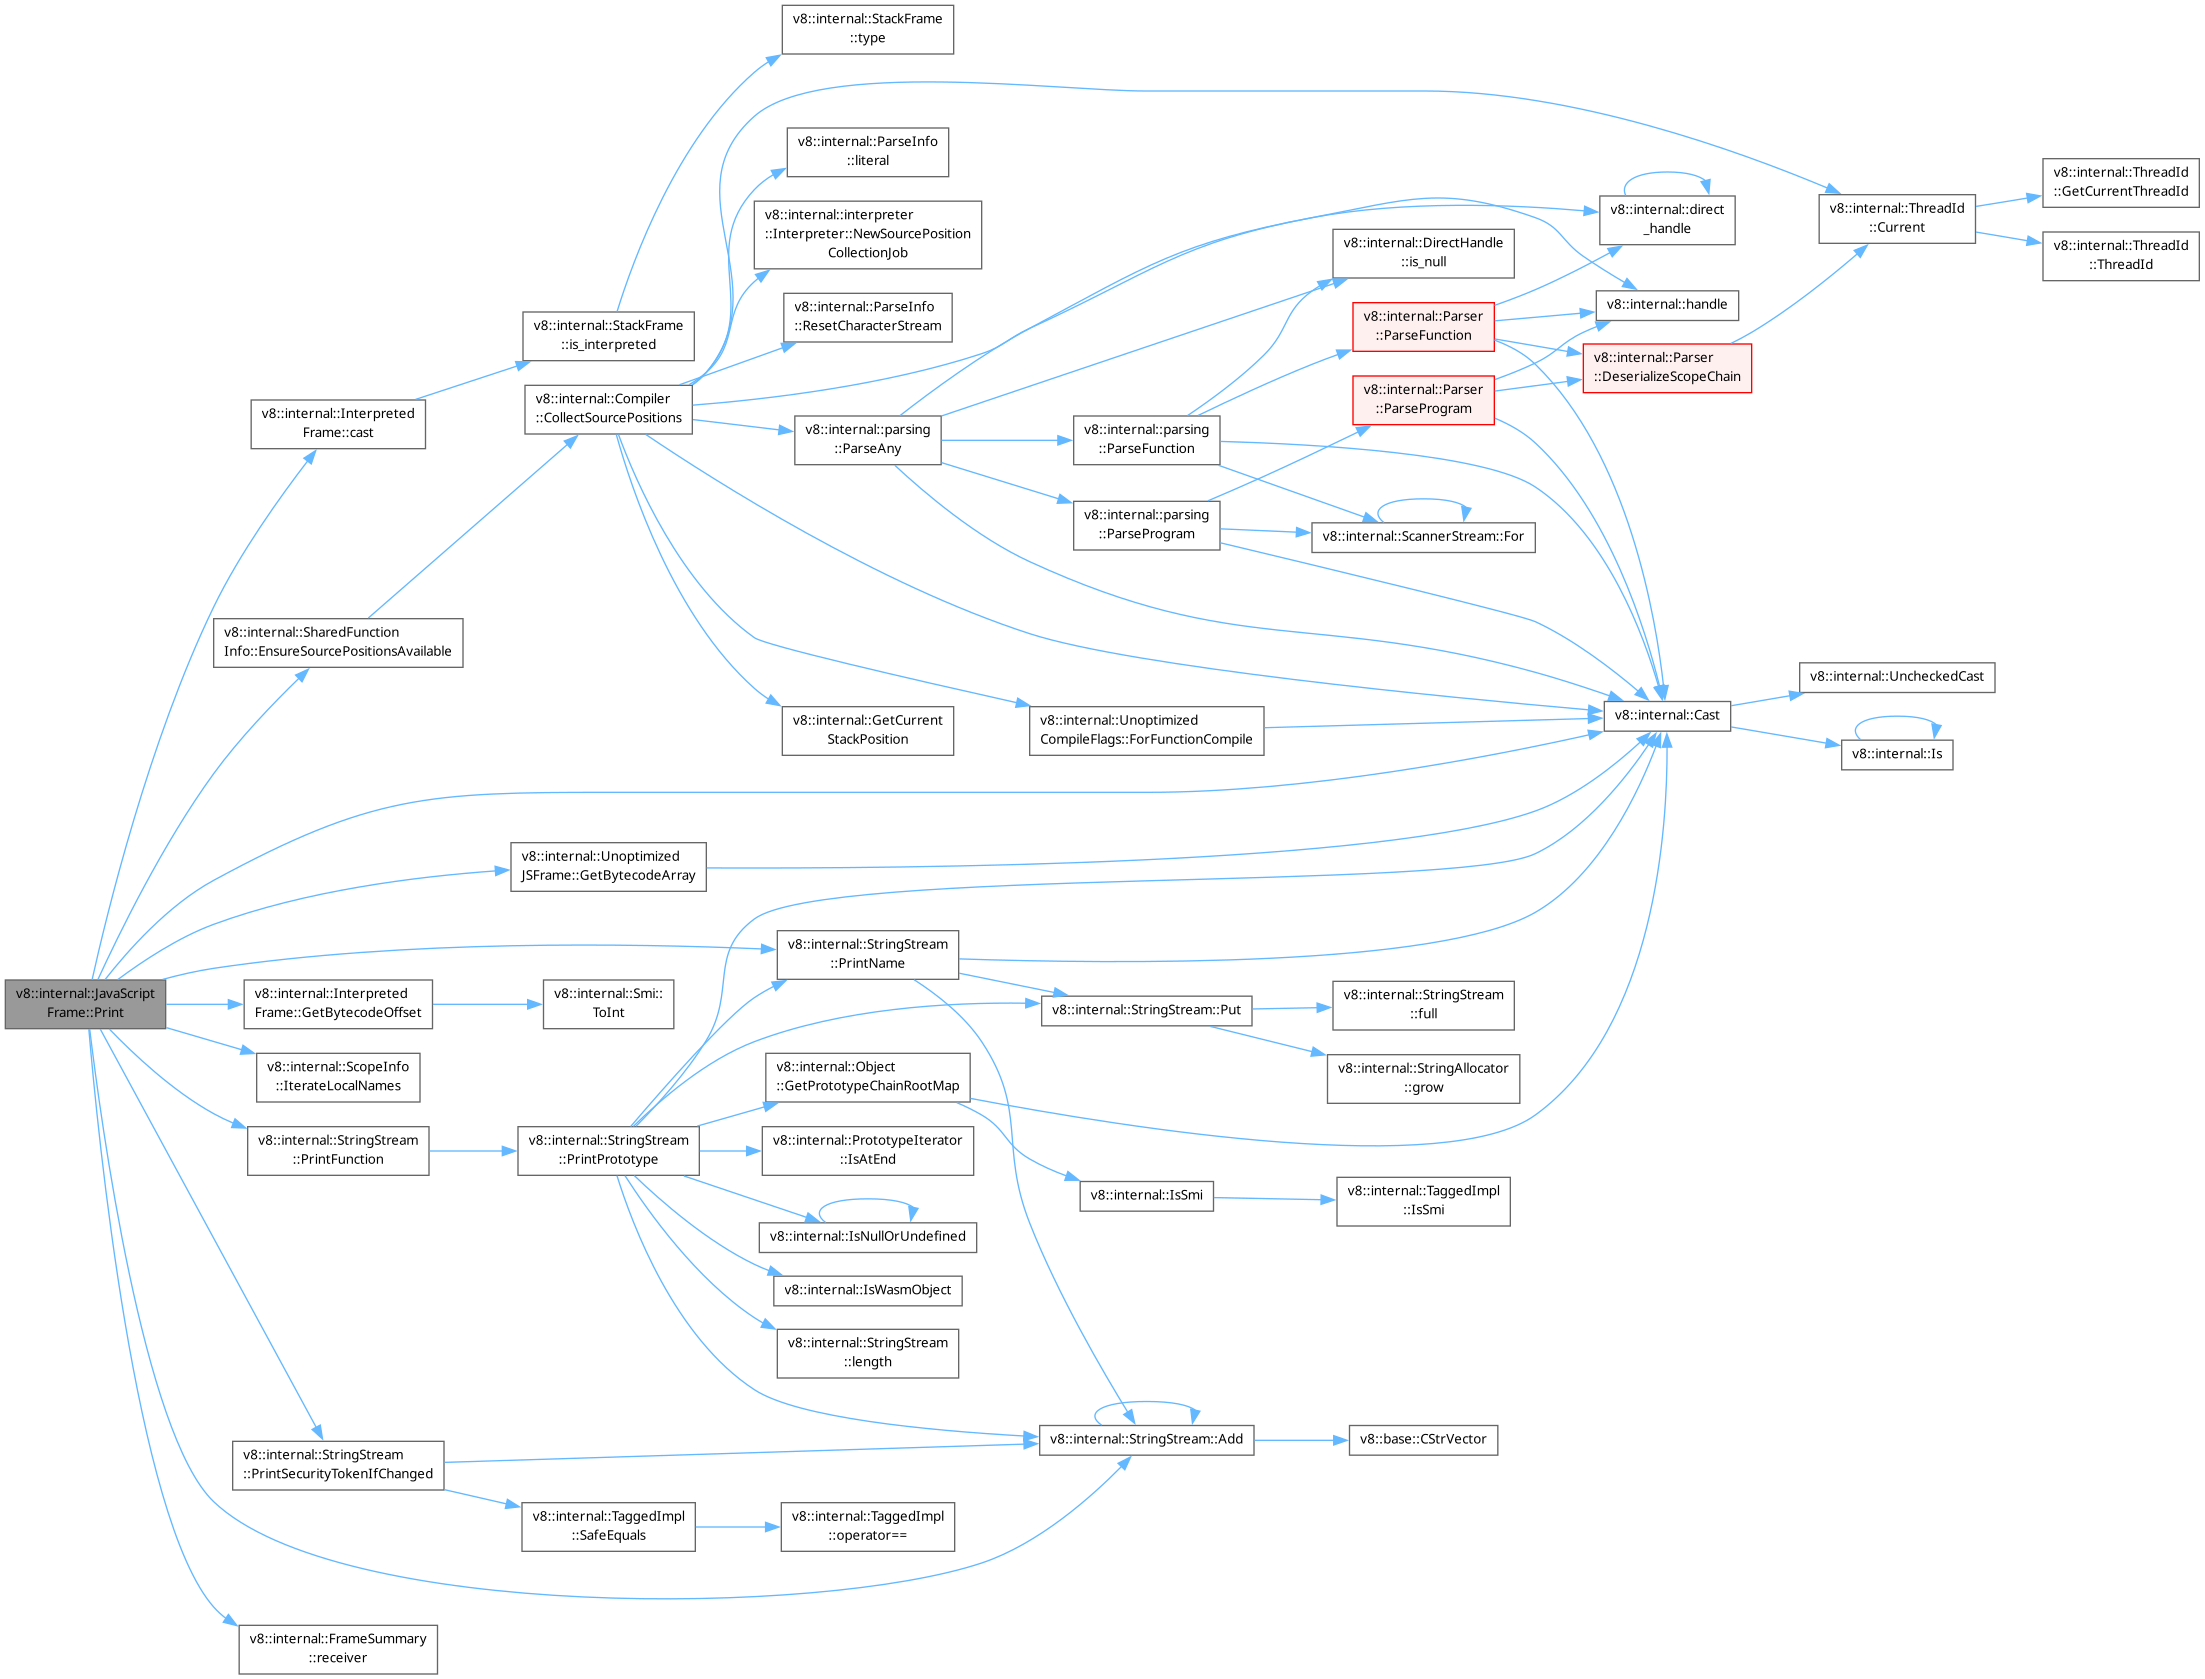 v8::internal::JavaScript
Frame::Print
v8::internal::Interpreted
Frame::cast
v8::internal::StackFrame
::is_interpreted
v8::internal::StackFrame
::type
v8::internal::SharedFunction
Info::EnsureSourcePositionsAvailable
v8::internal::Compiler
::CollectSourcePositions
v8::internal::ParseInfo
::literal
v8::internal::interpreter
::Interpreter::NewSourcePosition
CollectionJob
v8::internal::ParseInfo
::ResetCharacterStream
v8::internal::parsing
::ParseAny
v8::internal::GetCurrent
StackPosition
v8::internal::Unoptimized
CompileFlags::ForFunctionCompile
v8::internal::parsing
::ParseFunction
v8::internal::parsing
::ParseProgram
v8::internal::DirectHandle
::is_null
v8::internal::Parser
::ParseFunction
v8::internal::Parser
::ParseProgram
v8::internal::ScannerStream::For
v8::internal::direct
_handle
v8::internal::handle
v8::internal::Parser
::DeserializeScopeChain
v8::internal::ThreadId
::Current
v8::internal::ThreadId
::GetCurrentThreadId
v8::internal::ThreadId
::ThreadId
v8::internal::Cast
v8::internal::UncheckedCast
v8::internal::Is
v8::internal::Unoptimized
JSFrame::GetBytecodeArray
v8::internal::StringStream
::PrintName
v8::internal::Interpreted
Frame::GetBytecodeOffset
v8::internal::Smi::
ToInt
v8::internal::ScopeInfo
::IterateLocalNames
v8::internal::StringStream
::PrintFunction
v8::internal::StringStream
::PrintPrototype
v8::internal::StringStream::Put
v8::internal::StringStream
::full
v8::internal::StringAllocator
::grow
v8::internal::Object
::GetPrototypeChainRootMap
v8::internal::PrototypeIterator
::IsAtEnd
v8::internal::IsNullOrUndefined
v8::internal::IsWasmObject
v8::internal::StringStream
::length
v8::internal::IsSmi
v8::internal::TaggedImpl
::IsSmi
v8::internal::StringStream
::PrintSecurityTokenIfChanged
v8::internal::StringStream::Add
v8::base::CStrVector
v8::internal::TaggedImpl
::SafeEquals
v8::internal::TaggedImpl
::operator==
v8::internal::FrameSummary
::receiver